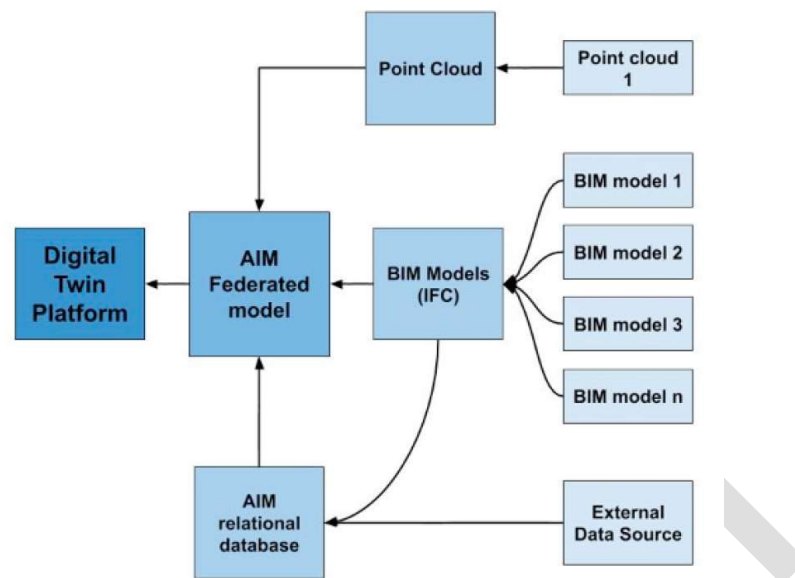 Point Cloud
Point cloud
1
BIM model 1
BIM model 2
BIM model 3
BIM model n
Digital
Twin
Platform
AIM
Federated
model
BIM Models
(IFC)
AIM
relational
database
External
Data Source